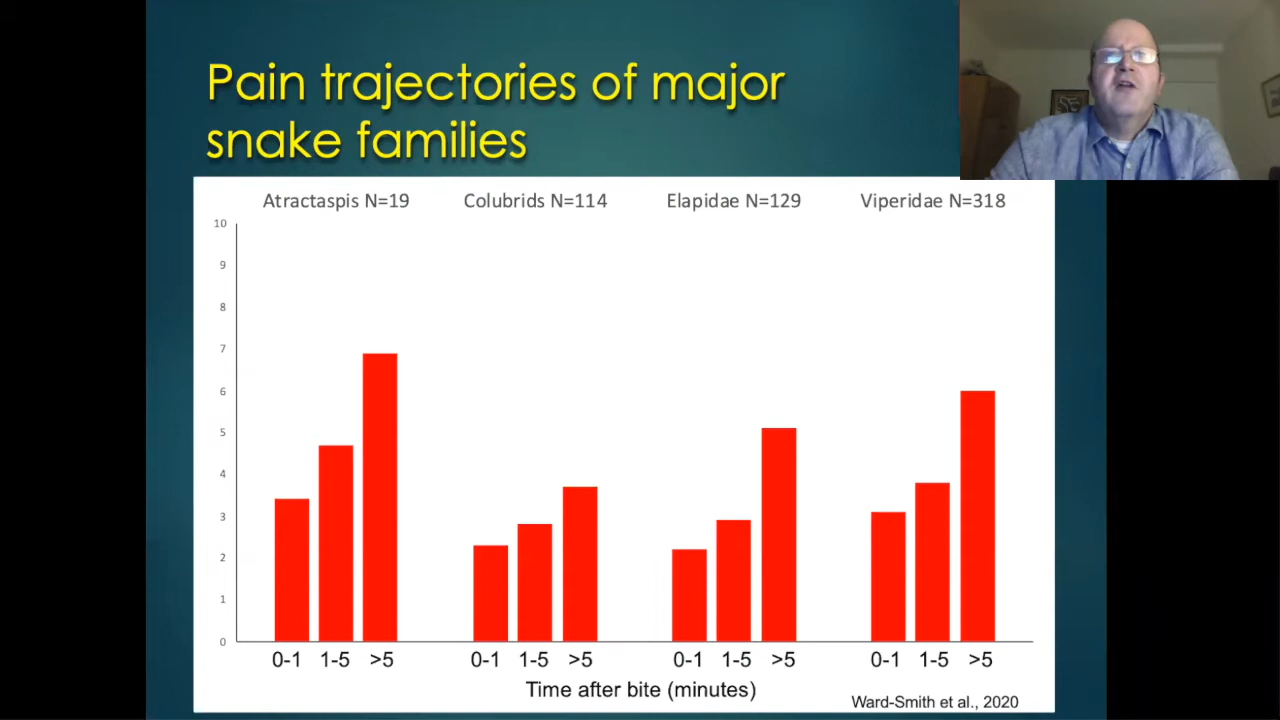 Pain trajectories of major
snake families
Atractaspis N=19 Colubrids N=114 Elapidae N=129 Viperidae N=318
10
9
8
7
6
5
4
3
2
1
0
0-1 1-5 >5 0-1 1-5 >5 0-1 1-5 >5 0-1 1-5 >5
Time after bite (minutes)
Ward-Smith et al., 2020